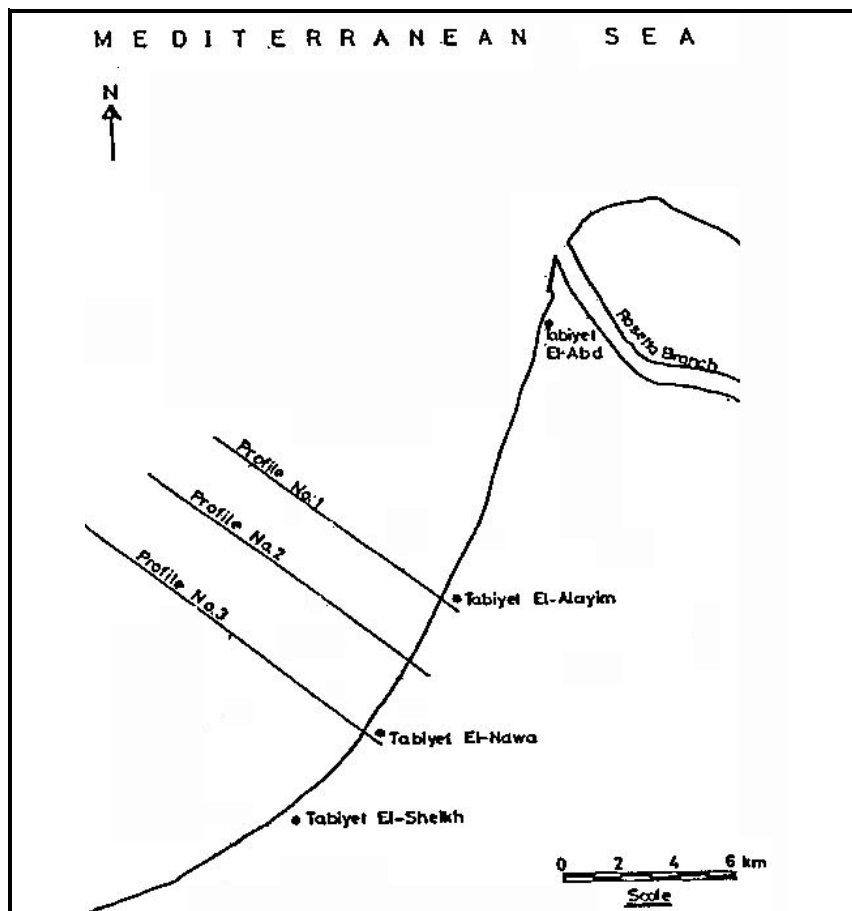 MEDITERRANEAN SEA
N
Rosetta Branch
Tabiyet
El-Abd
Profile No:1
Profile No.2
Profile No.3
Tabiyet El-Alayim
Tabiyet El-Nawa
Tabiyet El-Sheikh
0 2 4 6 km
Scale